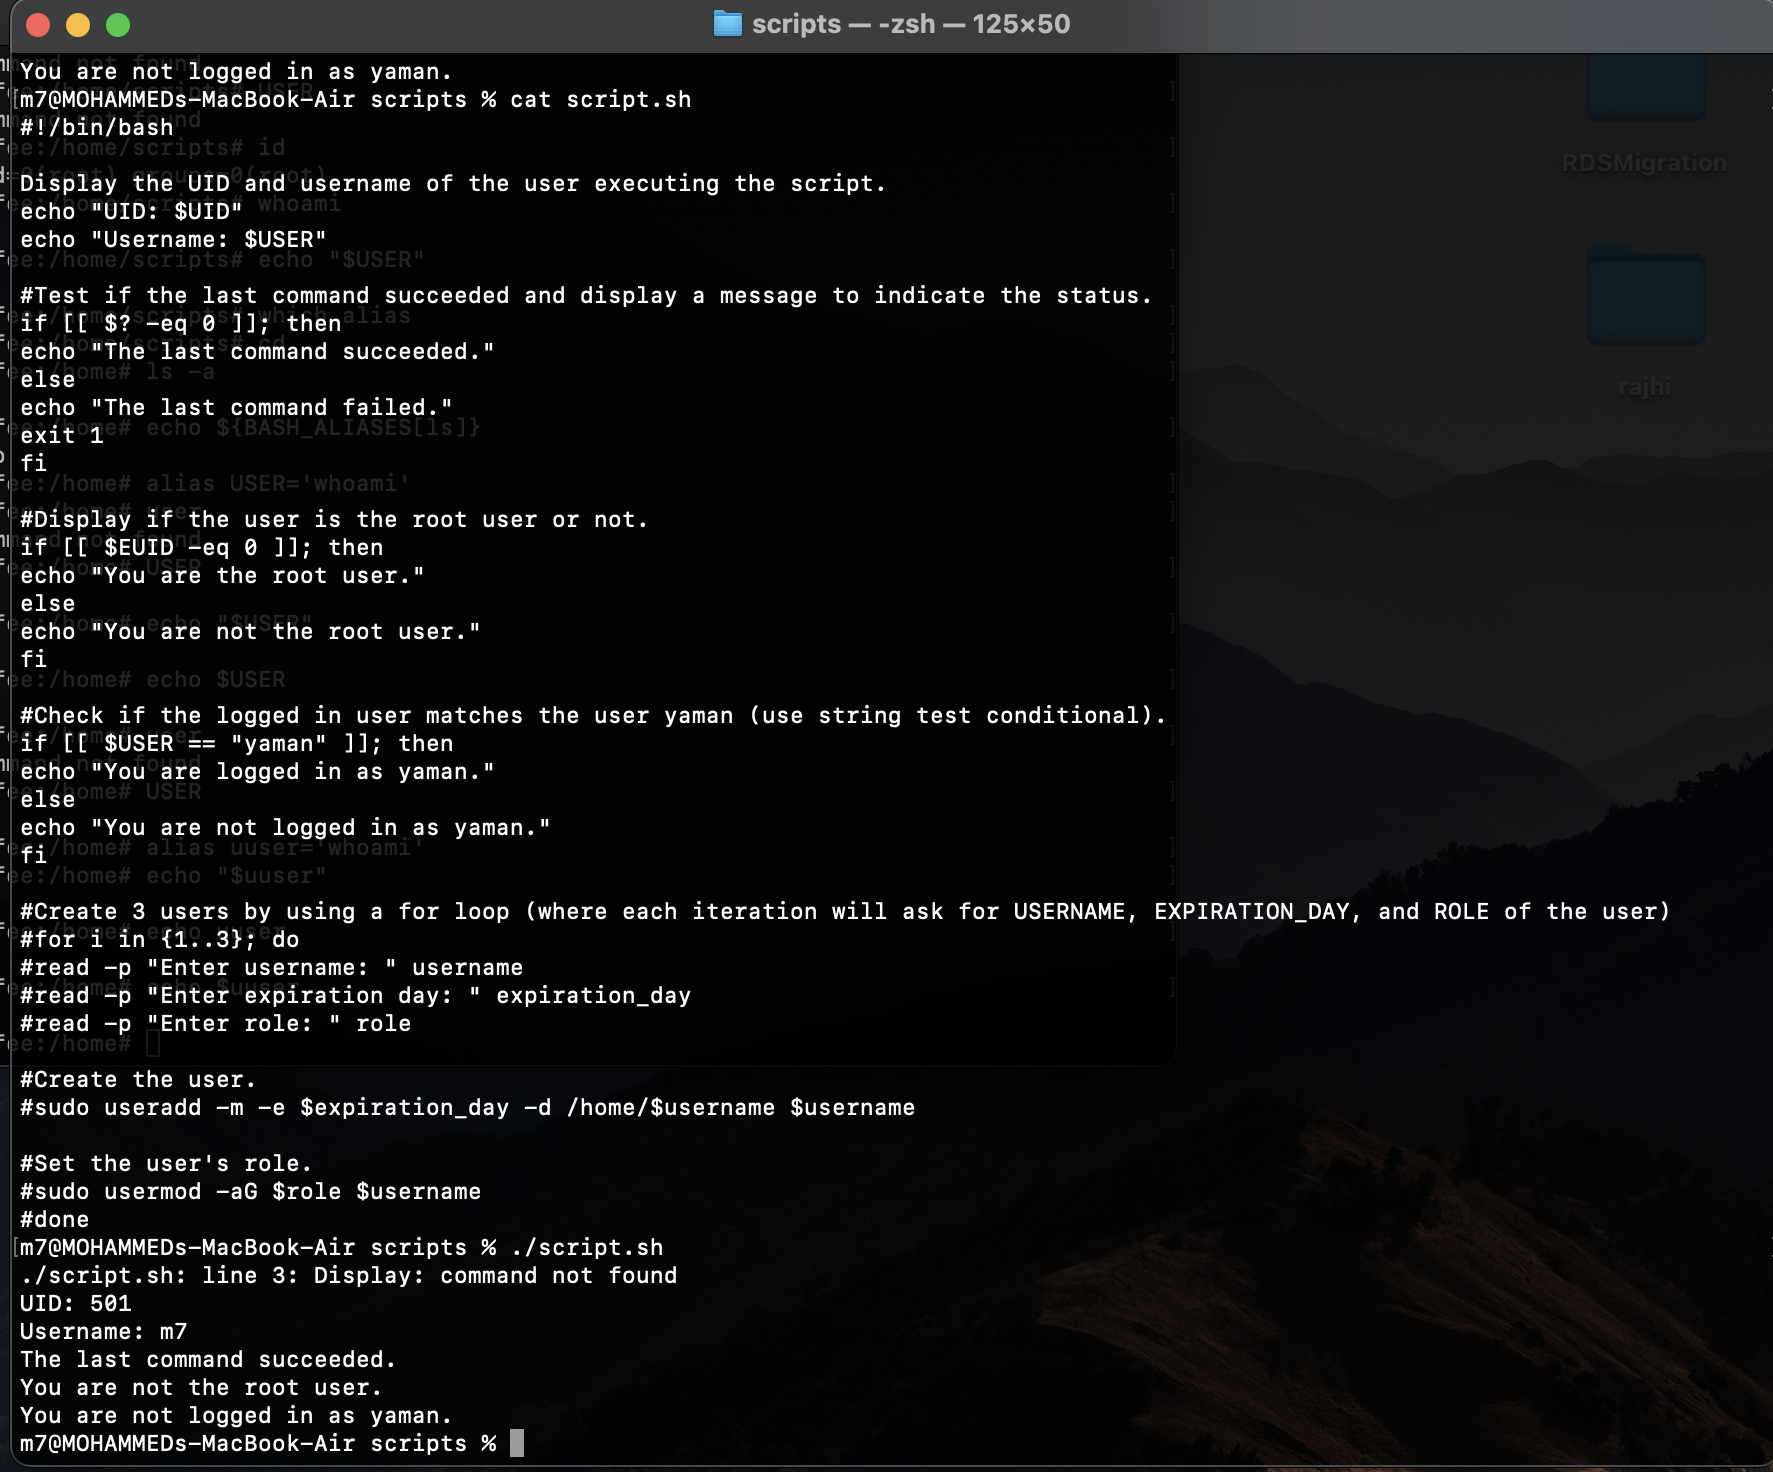 scripts — -zsh — 125×50
You are not logged in as yaman.
m7@MOHAMMEDs-MacBook-Air scripts % cat script.sh
#!/bin/bash
Display the UID and username of the user executing the script.
echo "UID: $UID"
echo "Username: $USER"
#Test if the last command succeeded and display a message to indicate the status.
if [[ $? -eq 0 ]]; then
echo "The last command succeeded."
else
echo "The last command failed."
exit 1
fi
#Display if the user is the root user or not.
if [[ $EUID -eq 0 ]]; then
echo "You are the root user."
else
echo "You are not the root user."
fi
#Check if the logged in user matches the user yaman (use string test conditional).
if [[ $USER == "yaman" ]]; then
echo "You are logged in as yaman."
else
echo "You are not logged in as yaman."
fi
#Create 3 users by using a for loop (where each iteration will ask for USERNAME, EXPIRATION_DAY, and ROLE of the user)
#for i in {1..3}; do
#read -p "Enter username: " username
#read -p "Enter expiration day: " expiration_day
#read -p "Enter role: " role
#Create the user.
#sudo useradd -m -e $expiration_day -d /home/$username $username
#Set the user's role.
#sudo usermod -aG $role $username
#done
m7@MOHAMMEDs-MacBook-Air scripts % ./script.sh
./script.sh: line 3: Display: command not found
UID: 501
Username: m7
The last command succeeded.
You are not the root user.
You are not logged in as yaman.
m7@MOHAMMEDs-MacBook-Air scripts %
RDSMigration
rajhi